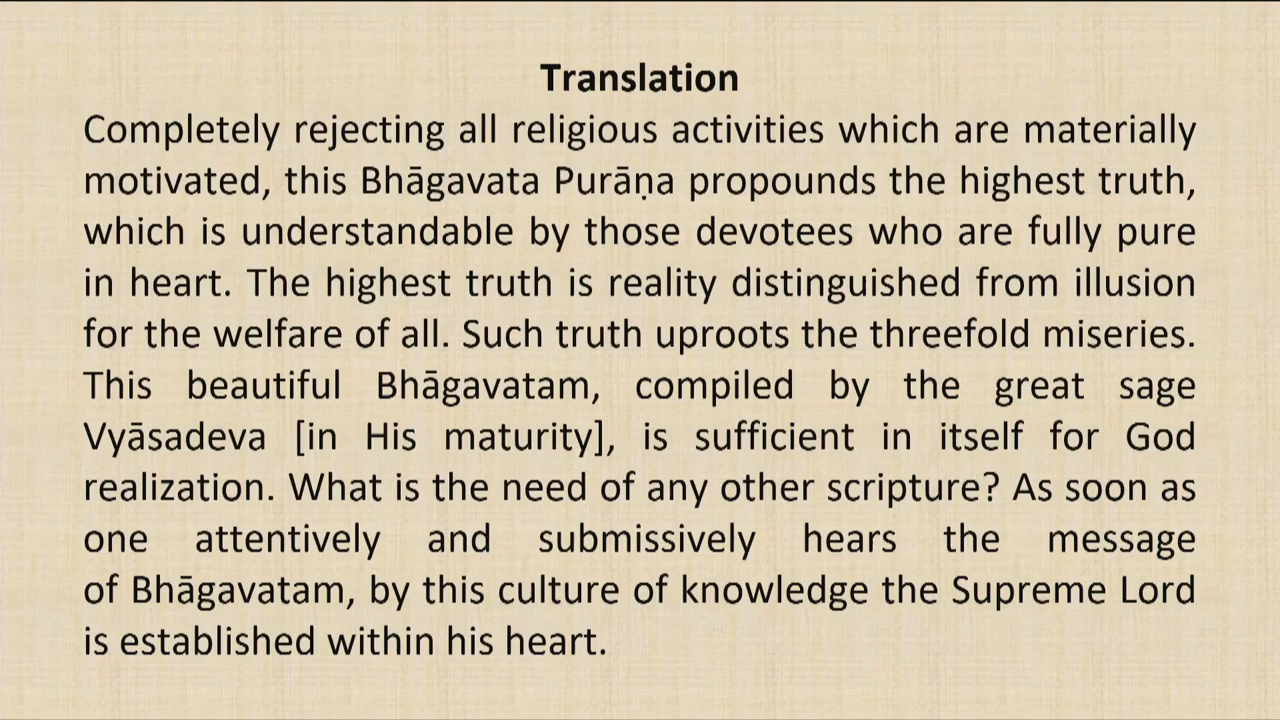 Translation
Completely rejecting all religious activities which are materially
motivated, this Bhāgavata Purāṇa propounds the highest truth,
which is understandable by those devotees who are fully pure
in heart. The highest truth is reality distinguished from illusion
for the welfare of all. Such truth uproots the threefold miseries.
This beautiful Bhāgavatam, compiled by the great sage
Vyāsadeva [in His maturity], is sufficient in itself for God
realization. What is the need of any other scripture? As soon as
one attentively and submissively hears the message
of Bhāgavatam, by this culture of knowledge the Supreme Lord
is established within his heart.